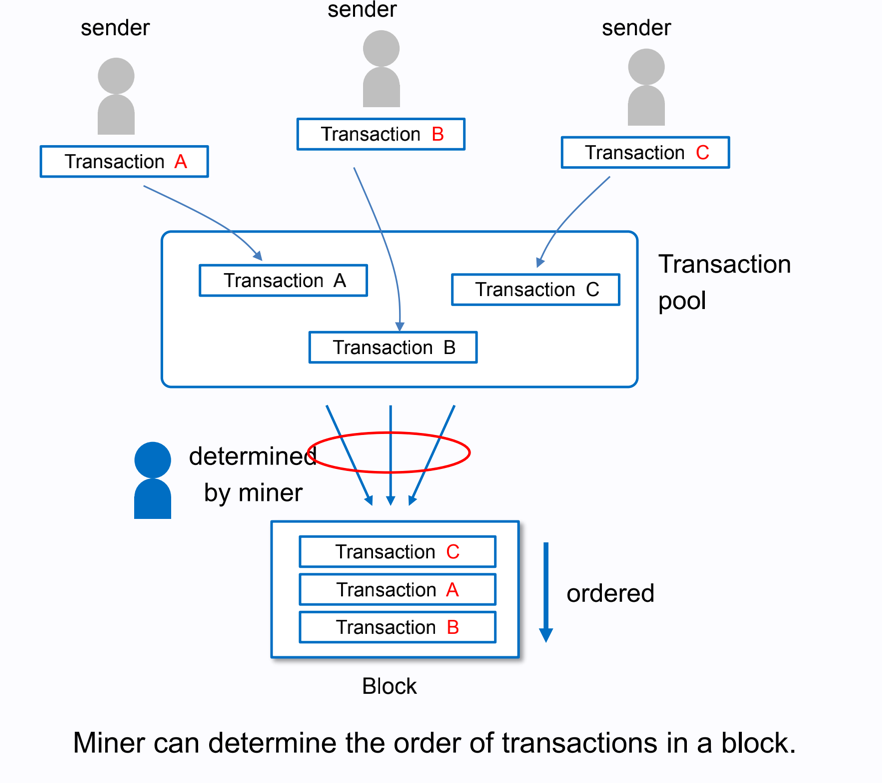 sender
sender
sender
Transaction A
Transaction B
Transaction C
Transaction A
Transaction C
Transaction B
Transaction
pool
determined
by miner
Transaction C
Transaction A
Transaction B
ordered
Block
Miner can determine the order of transactions in a block.